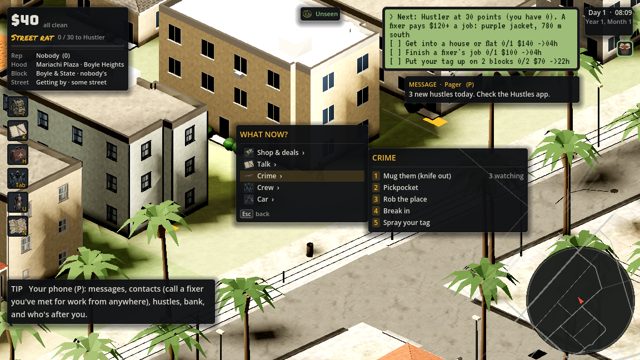 $40 all clean
STREET RAT 0 / 30 to Hustler
Rep Nobody (0)
Hood Mariachi Plaza · Boyle Heights
Block Boyle & State · nobody's
Street Getting by · some street
Unseen
> Next: Hustler at 30 points (you have 0). A
fixer pays $120+ a job: purple jacket, 780 m
south
[ ] Get into a house or flat 0/1 $140 ->04h
[ ] Finish a fixer's job 0/1 $100 ->04h
[ ] Put your tag up on 2 blocks 0/2 $70 ->22h
Day 1 · 08:09
Year 1, Month 1
MESSAGE · Pager (P)
3 new hustles today. Check the Hustles app.
Tab
WHAT NOW?
Shop & deals ›
Talk ›
Crime ›
Crew ›
Car ›
Esc back
CRIME
1 Mug them (knife out) 3 watching
2 Pickpocket
3 Rob the place
4 Break in
5 Spray your tag
TIP Your phone (P): messages, contacts (call a fixer
you've met for work from anywhere), hustles, bank,
and who's after you.